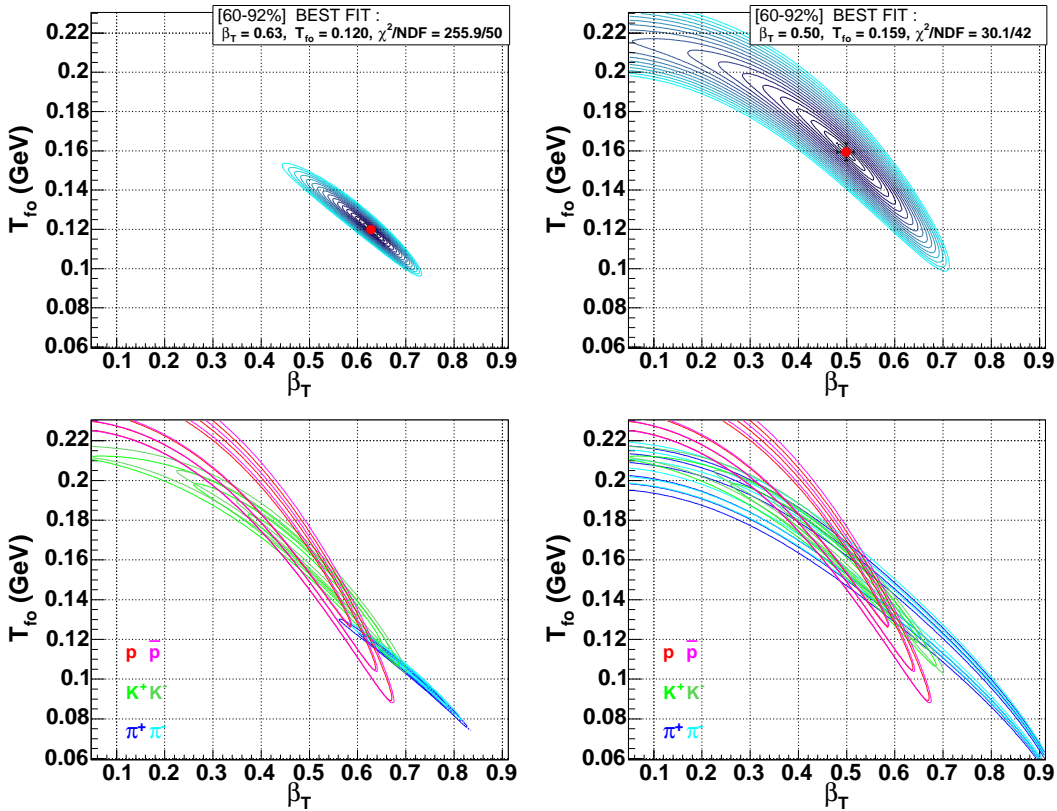 [60-92%] BEST FIT :
β_T = 0.63, T_fo = 0.120, χ²/NDF = 255.9/50
0.22
0.2
0.18
0.16
0.14
0.12
0.1
0.08
0.06
T_fo (GeV)
0.1 0.2 0.3 0.4 0.5 0.6 0.7 0.8 0.9
β_T
[60-92%] BEST FIT :
β_T = 0.50, T_fo = 0.159, χ²/NDF = 30.1/42
0.22
0.2
0.18
0.16
0.14
0.12
0.1
0.08
0.06
T_fo (GeV)
0.1 0.2 0.3 0.4 0.5 0.6 0.7 0.8 0.9
β_T
0.22
0.2
0.18
0.16
0.14
0.12
0.1
0.08
0.06
T_fo (GeV)
p p̅
K⁺ K⁻
π⁺ π⁻
0.1 0.2 0.3 0.4 0.5 0.6 0.7 0.8 0.9
β_T
0.22
0.2
0.18
0.16
0.14
0.12
0.1
0.08
0.06
T_fo (GeV)
p p̅
K⁺ K⁻
π⁺ π⁻
0.1 0.2 0.3 0.4 0.5 0.6 0.7 0.8 0.9
β_T